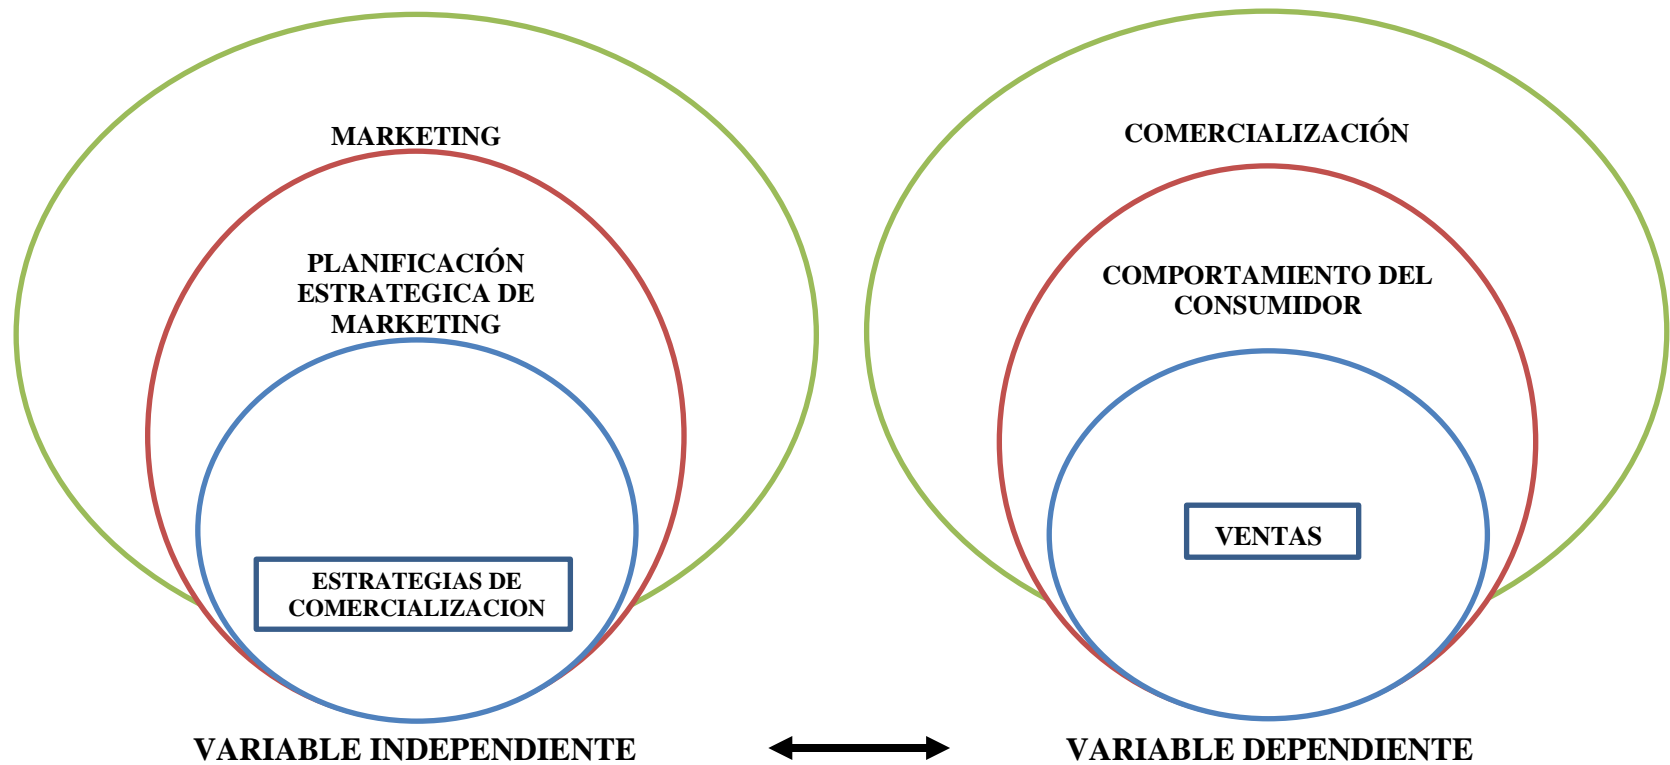 MARKETING
PLANIFICACIÓN
ESTRATEGICA DE
MARKETING
ESTRATEGIAS DE
COMERCIALIZACION
VARIABLE INDEPENDIENTE
COMERCIALIZACIÓN
COMPORTAMIENTO DEL
CONSUMIDOR
VENTAS
VARIABLE DEPENDIENTE